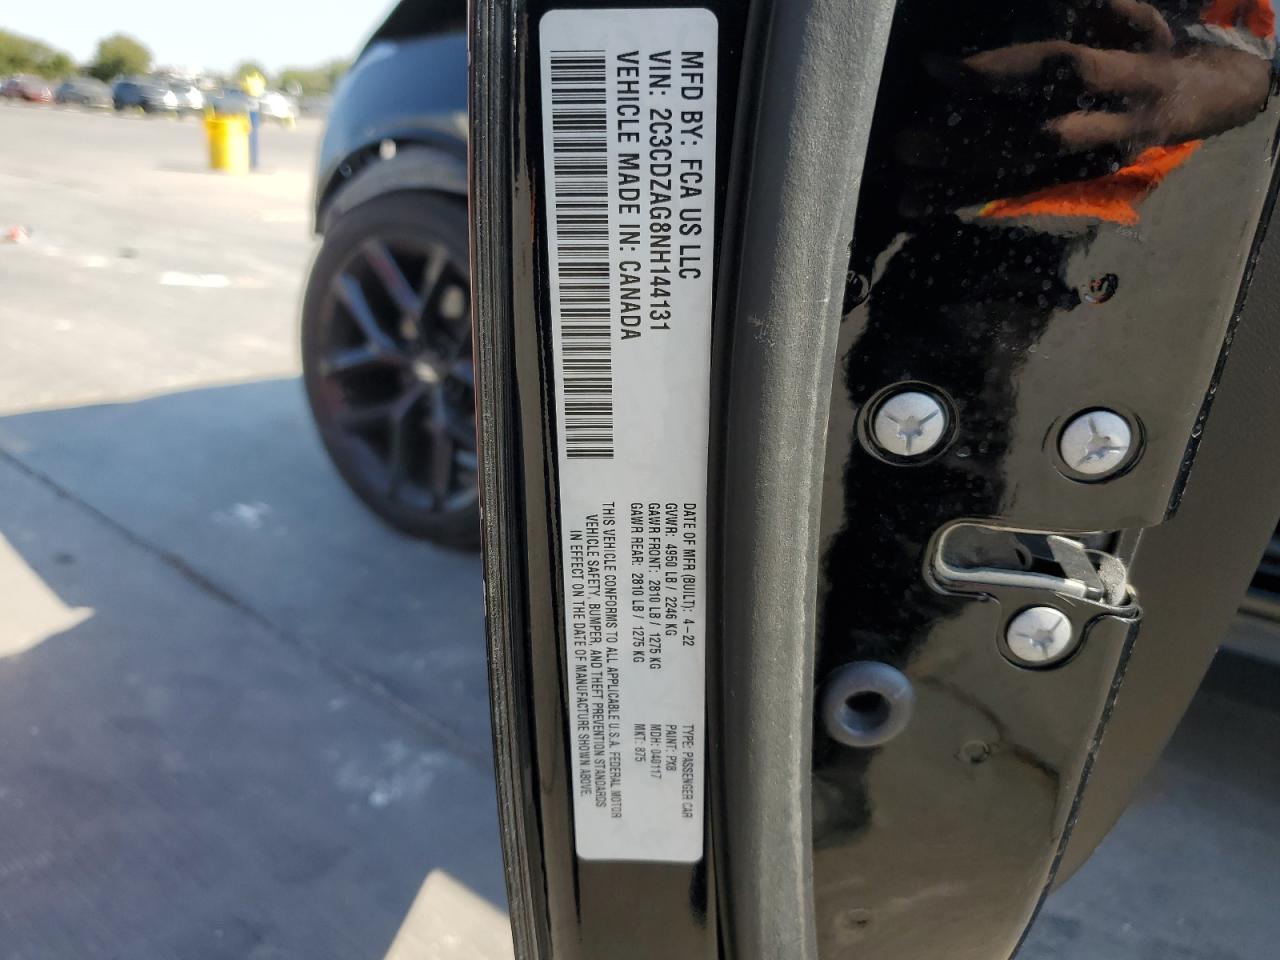 MFD BY: FCA US LLC
VIN: 2C3CDZAG8NH144131
VEHICLE MADE IN: CANADA
DATE OF MFR (BUILT): 4-22
GVWR: 4950 LB / 2246 KG
GAWR FRONT: 2810 LB / 1275 KG
GAWR REAR: 2810 LB / 1275 KG
THIS VEHICLE CONFORMS TO ALL APPLICABLE U.S.A. FEDERAL MOTOR
VEHICLE SAFETY, BUMPER, AND THEFT PREVENTION STANDARDS
IN EFFECT ON THE DATE OF MANUFACTURE SHOWN ABOVE.
TYPE: PASSENGER CAR
PAINT: PX8
MDH: 040117
MKT: 875